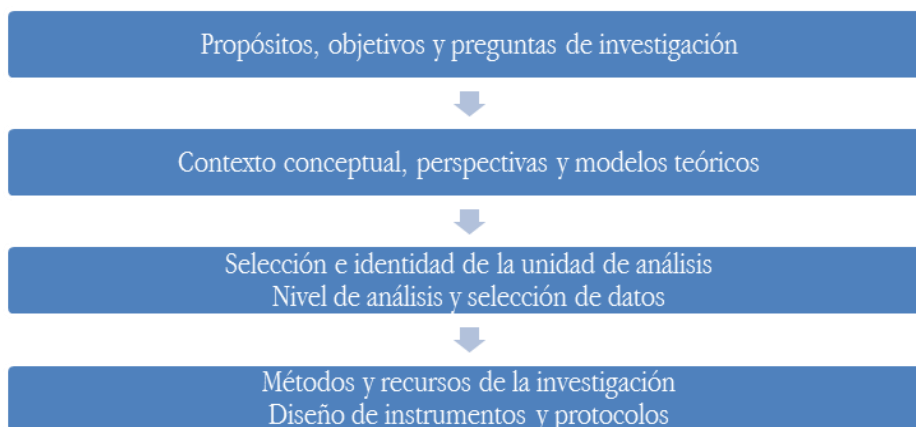 Propósitos, objetivos y preguntas de investigación
Contexto conceptual, perspectivas y modelos teóricos
Selección e identidad de la unidad de análisis
Nivel de análisis y selección de datos
Métodos y recursos de la investigación
Diseño de instrumentos y protocolos